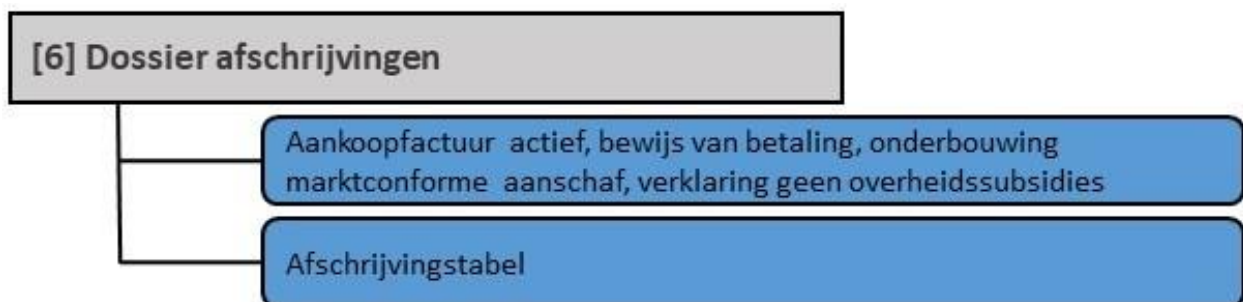 [6] Dossier afschrijvingen
Aankoopfactuur actief, bewijs van betaling, onderbouwing
marktconforme aanschaf, verklaring geen overheidssubsidies
Afschrijvingstabel